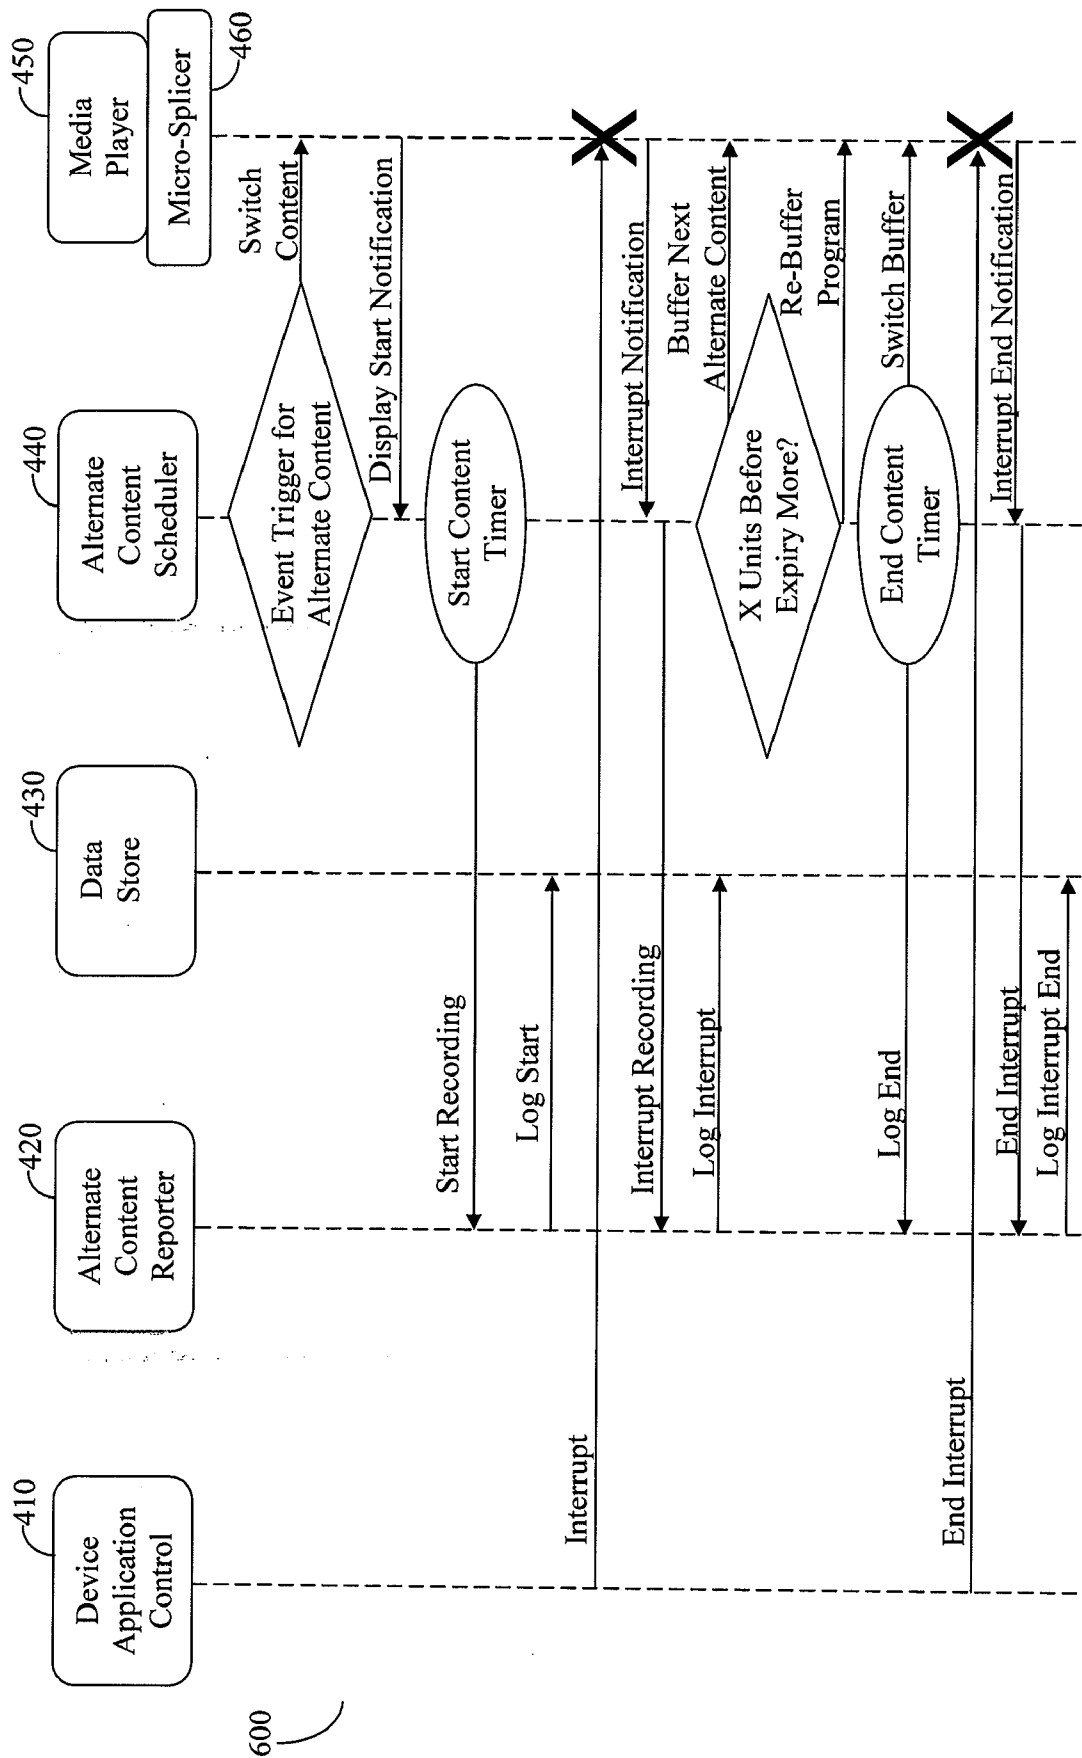 600
410
Device
Application
Control
420
Alternate
Content
Reporter
430
Data
Store
440
Alternate
Content
Scheduler
450
Media
Player
Micro-Splicer
460
Event Trigger for
Alternate Content
Switch
Content
Display Start Notification
Start Content
Timer
Start Recording
Log Start
Interrupt
Interrupt Notification
Interrupt Recording
Log Interrupt
X Units Before
Expiry More?
Buffer Next
Alternate Content
Re-Buffer
Program
End Content
Timer
Switch Buffer
Log End
End Interrupt
Interrupt End Notification
End Interrupt
Log Interrupt End